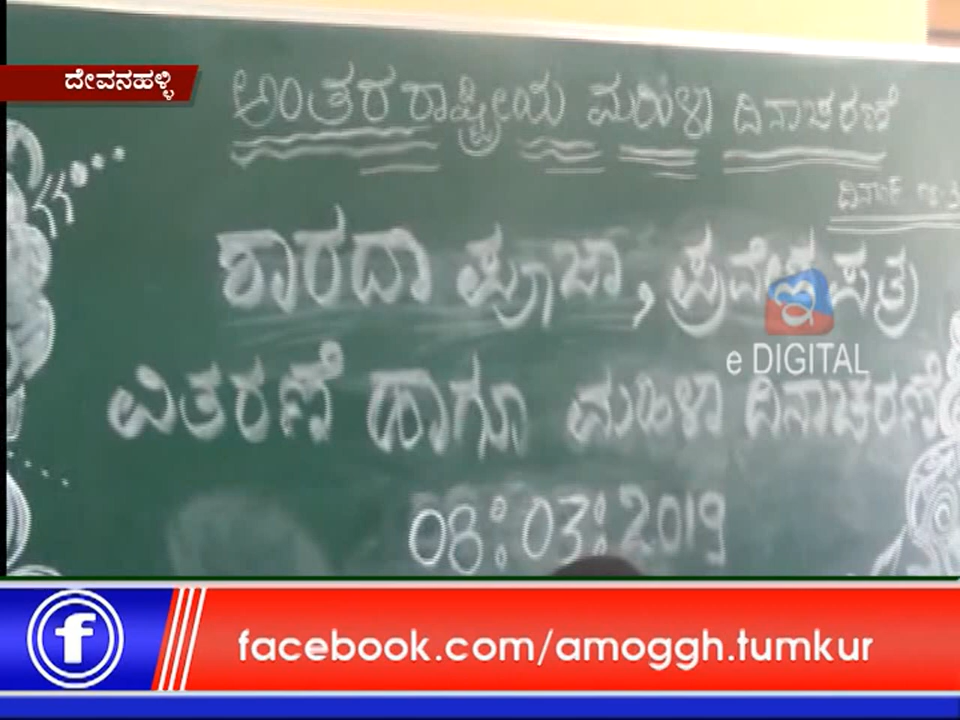 ದೇವನಹಳ್ಳಿ
ಅಂತರರಾಷ್ಟ್ರೀಯ ಮಹಿಳಾ ದಿನಾಚರಣೆ
ಶಾರದಾ ಪೂಜಾ, ಪ್ರವೇಶ ಪತ್ರ
e DIGITAL
ವಿತರಣೆ ಹಾಗೂ ಮಹಿಳಾ ದಿನಾಚರಣೆ
08:03:2019
facebook.com/amoggh.tumkur